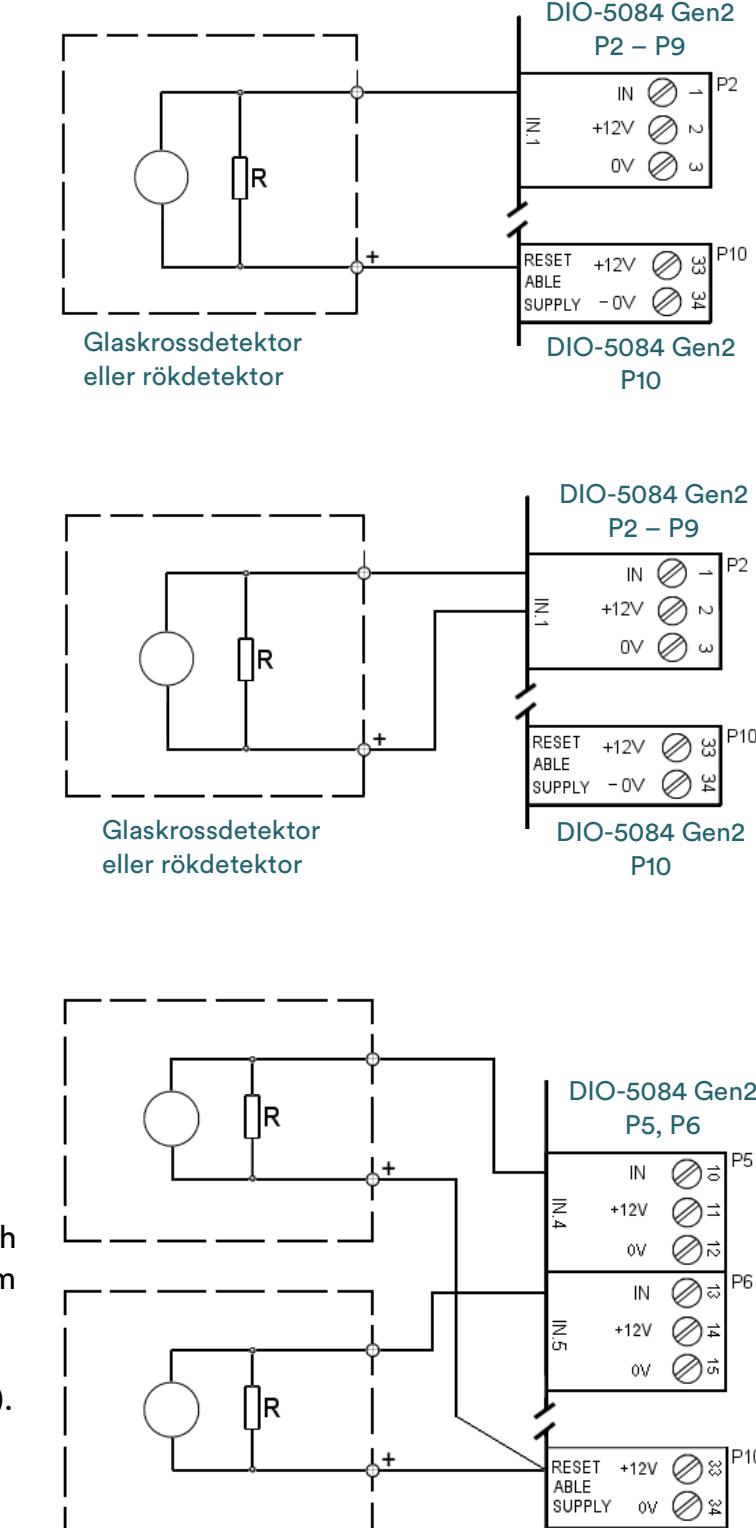 DIO-5084 Gen2
P2 – P9
P2
IN 1
+12V 2
0V 3
IN.1
R
+
RESET
ABLE
SUPPLY
+12V 33
- 0V 34
P10
Glaskrossdetektor
eller rökdetektor
DIO-5084 Gen2
P10
DIO-5084 Gen2
P2 – P9
P2
IN 1
+12V 2
0V 3
IN.1
R
+
RESET
ABLE
SUPPLY
+12V 33
- 0V 34
P10
Glaskrossdetektor
eller rökdetektor
DIO-5084 Gen2
P10
R
+
DIO-5084 Gen2
P5, P6
P5
IN 10
+12V 11
0V 12
IN.4
P6
IN 13
+12V 14
0V 15
IN.5
h
m
).
R
+
RESET
ABLE
SUPPLY
+12V 33
0V 34
P10